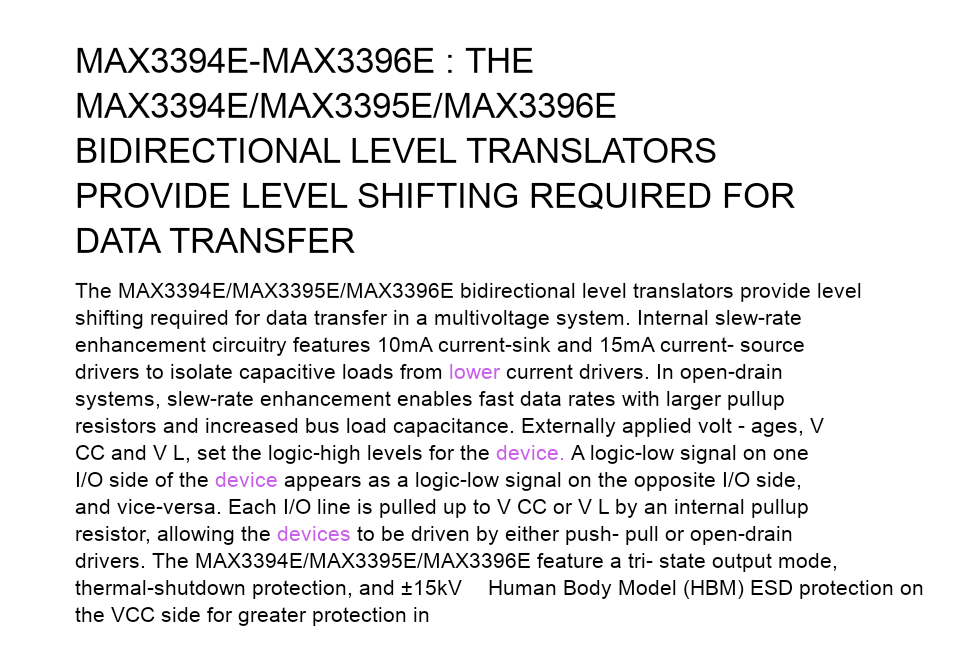 MAX3394E-MAX3396E : THE
MAX3394E/MAX3395E/MAX3396E
BIDIRECTIONAL LEVEL TRANSLATORS
PROVIDE LEVEL SHIFTING REQUIRED FOR
DATA TRANSFER
The MAX3394E/MAX3395E/MAX3396E bidirectional level translators provide level
shifting required for data transfer in a multivoltage system. Internal slew-rate
enhancement circuitry features 10mA current-sink and 15mA current- source
drivers to isolate capacitive loads from lower current drivers. In open-drain
systems, slew-rate enhancement enables fast data rates with larger pullup
resistors and increased bus load capacitance. Externally applied volt - ages, V
CC and V L, set the logic-high levels for the device. A logic-low signal on one
I/O side of the device appears as a logic-low signal on the opposite I/O side,
and vice-versa. Each I/O line is pulled up to V CC or V L by an internal pullup
resistor, allowing the devices to be driven by either push- pull or open-drain
drivers. The MAX3394E/MAX3395E/MAX3396E feature a tri- state output mode,
thermal-shutdown protection, and ±15kV    Human Body Model (HBM) ESD protection on
the VCC side for greater protection in